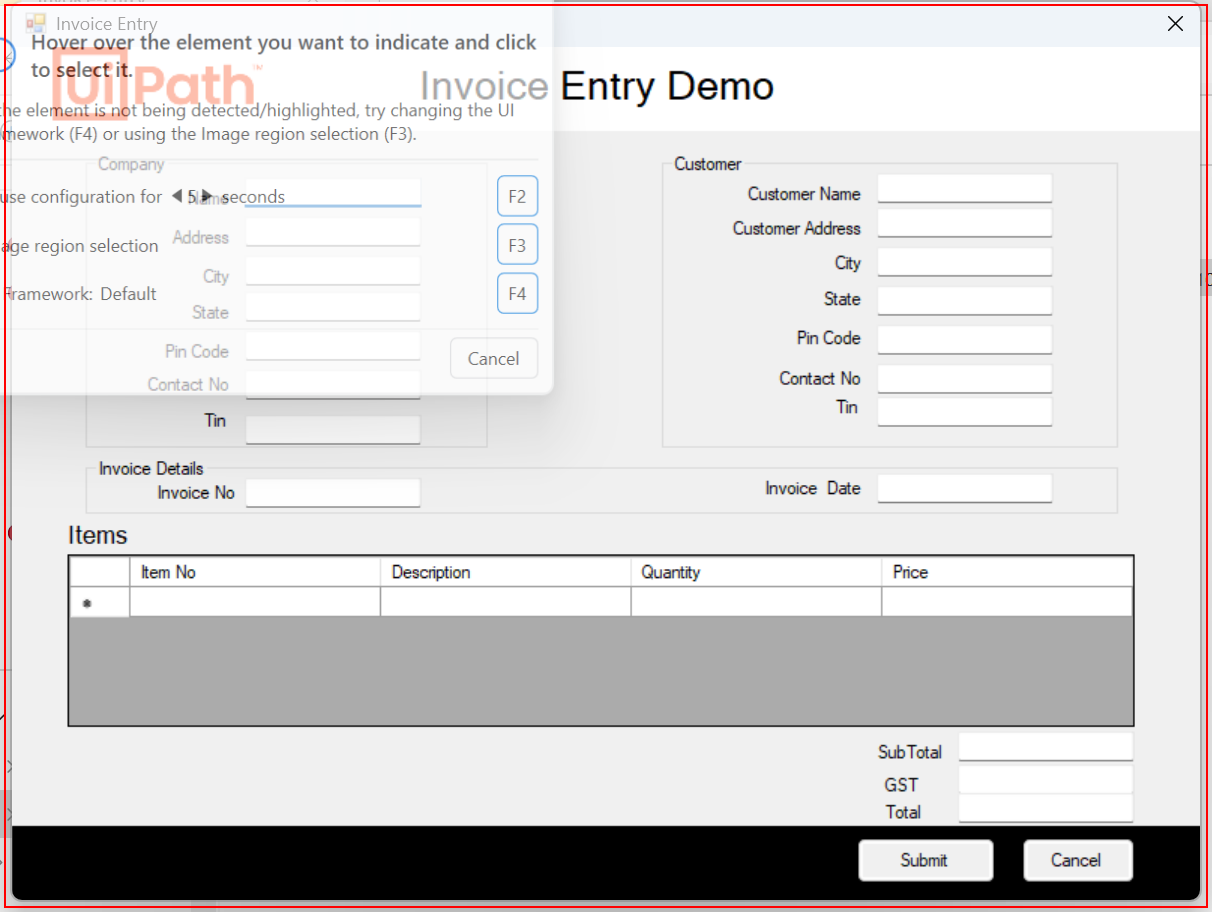 Invoice Entry
Hover over the element you want to indicate and click
to select it.
UiPath™
Invoice Entry Demo
the element is not being detected/highlighted, try changing the UI
mework (F4) or using the Image region selection (F3).
Company
use configuration for 5 seconds F2
Name
age region selection F3
Address
City
Framework: Default F4
State
Pin Code
Cancel
Contact No
Tin
Customer
Customer Name
Customer Address
City
State
Pin Code
Contact No
Tin
Invoice Details
Invoice No
Invoice Date
Items
Item No Description Quantity Price
SubTotal
GST
Total
Submit Cancel